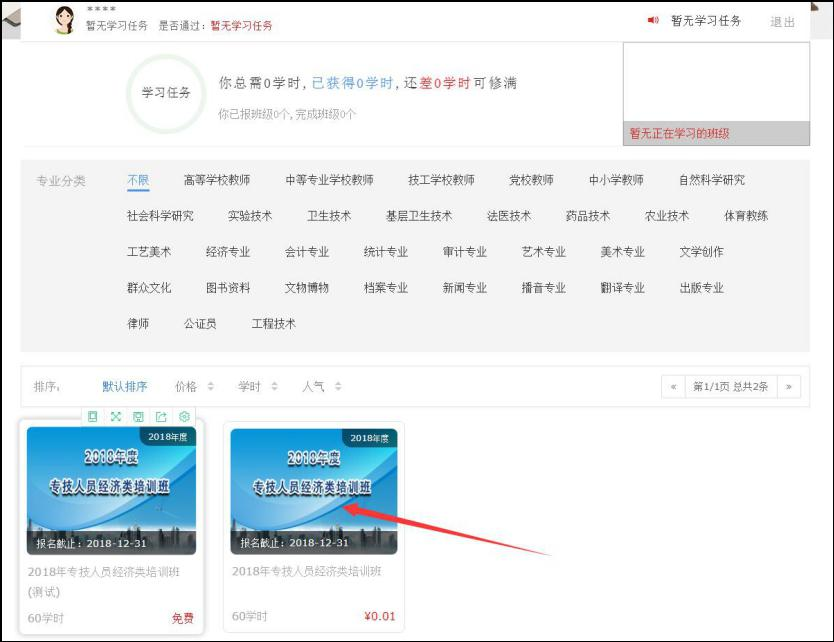 ****
暂无学习任务 是否通过：暂无学习任务
暂无学习任务 退出
学习任务
你总需0学时，已获得0学时，还差0学时可修满
你已报班级0个，完成班级0个
暂无正在学习的班级
专业分类 不限 高等学校教师 中等专业学校教师 技工学校教师 党校教师 中小学教师 自然科学研究
社会科学研究 实验技术 卫生技术 基层卫生技术 法医技术 药品技术 农业技术 体育教练
工艺美术 经济专业 会计专业 统计专业 审计专业 艺术专业 美术专业 文学创作
群众文化 图书资料 文物博物 档案专业 新闻专业 播音专业 翻译专业 出版专业
律师 公证员 工程技术
排序： 默认排序 价格 学时 人气 « 第1/1页 总共2条 »
2018年度
2018年度
专技人员经济类培训班
报名截止：2018-12-31
2018年专技人员经济类培训班
(测试)
60学时 免费
2018年度
2018年度
专技人员经济类培训班
报名截止：2018-12-31
2018年专技人员经济类培训班
60学时 ¥0.01